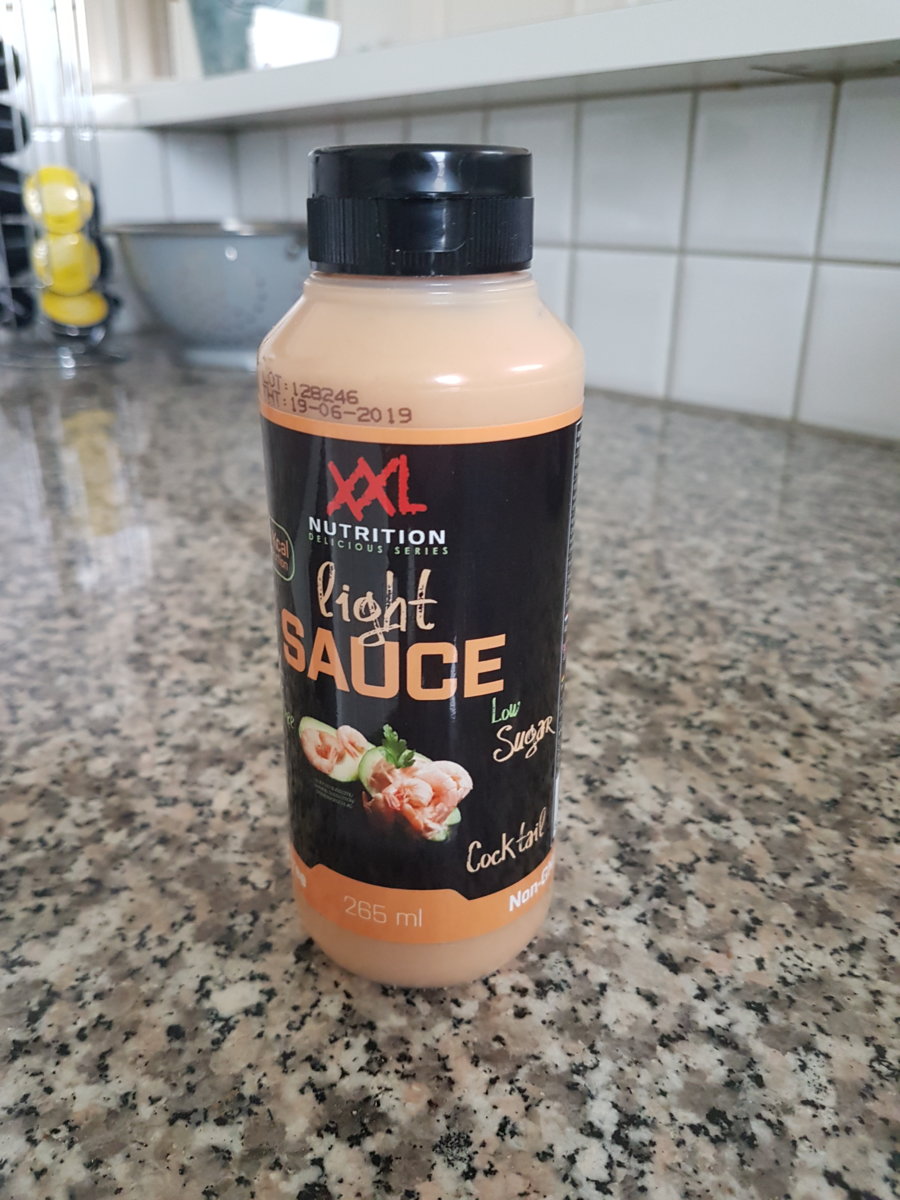 LOT:128246
THT:19-06-2019
XXL
NUTRITION
DELICIOUS SERIES
light
SAUCE
Low
Sugar
Cocktail
265 ml